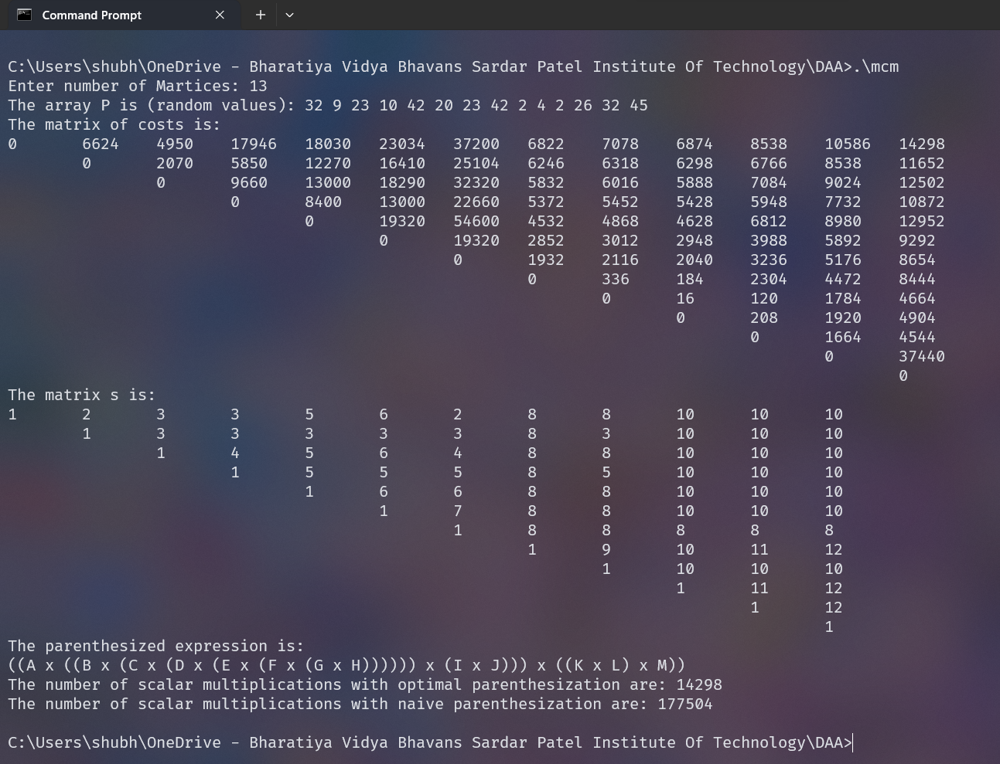 Command Prompt
C:\Users\shubh\OneDrive - Bharatiya Vidya Bhavans Sardar Patel Institute Of Technology\DAA>.\mcm
Enter number of Martices: 13
The array P is (random values): 32 9 23 10 42 20 23 42 2 4 2 26 32 45
The matrix of costs is:
0 6624 4950 17946 18030 23034 37200 6822 7078 6874 8538 10586 14298
0 2070 5850 12270 16410 25104 6246 6318 6298 6766 8538 11652
0 9660 13000 18290 32320 5832 6016 5888 7084 9024 12502
0 8400 13000 22660 5372 5452 5428 5948 7732 10872
0 19320 54600 4532 4868 4628 6812 8980 12952
0 19320 2852 3012 2948 3988 5892 9292
0 1932 2116 2040 3236 5176 8654
0 336 184 2304 4472 8444
0 16 120 1784 4664
0 208 1920 4904
0 1664 4544
0 37440
0
The matrix s is:
1 2 3 3 5 6 2 8 8 10 10 10
1 3 3 3 3 3 8 3 10 10 10
1 4 5 6 4 8 8 10 10 10
1 5 5 5 8 5 10 10 10
1 6 6 8 8 10 10 10
1 7 8 8 10 10 10
1 8 8 8 8 8
1 9 10 11 12
1 10 10 10
1 11 12
1 12
1
The parenthesized expression is:
((A x ((B x (C x (D x (E x (F x (G x H)))))) x (I x J))) x ((K x L) x M))
The number of scalar multiplications with optimal parenthesization are: 14298
The number of scalar multiplications with naive parenthesization are: 177504
C:\Users\shubh\OneDrive - Bharatiya Vidya Bhavans Sardar Patel Institute Of Technology\DAA>